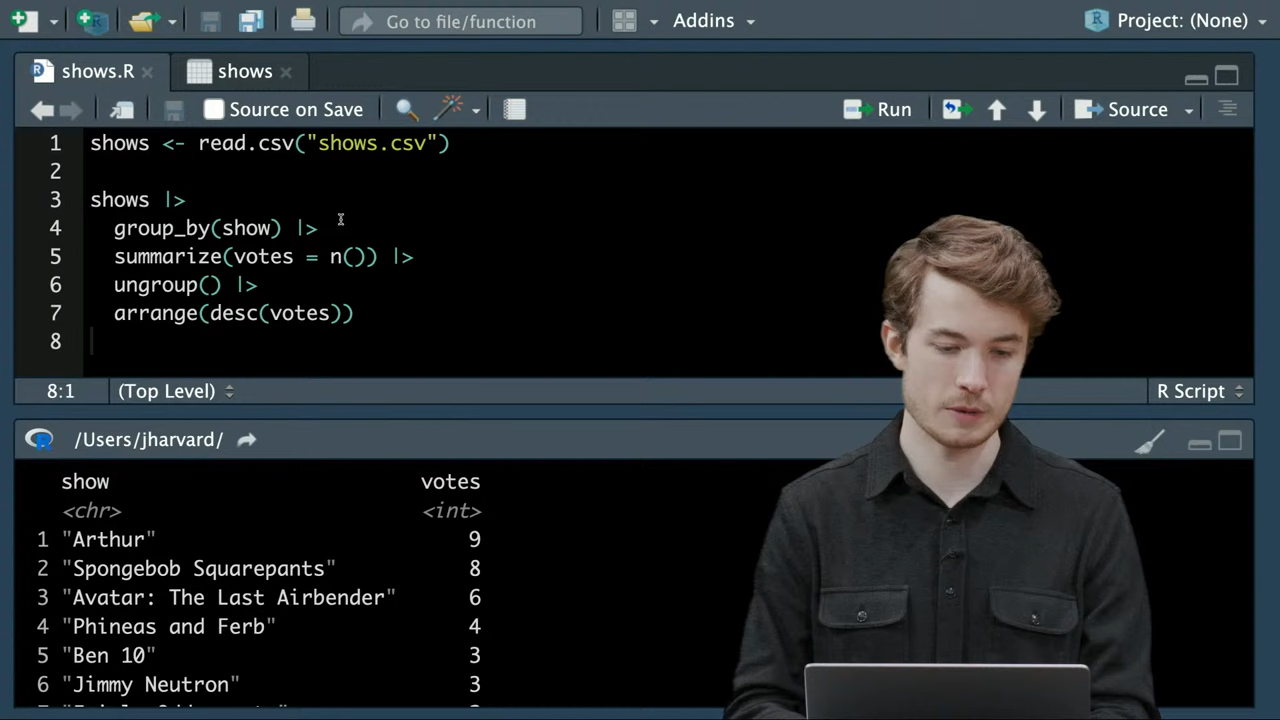 Go to file/function
Addins
Project: (None)
shows.R
shows
Source on Save
Run
Source
1 shows <- read.csv("shows.csv")
2
3 shows |>
4 group_by(show) |>
5 summarize(votes = n()) |>
6 ungroup() |>
7 arrange(desc(votes))
8
8:1 (Top Level) R Script
/Users/jharvard/
show votes
<chr> <int>
1 "Arthur" 9
2 "Spongebob Squarepants" 8
3 "Avatar: The Last Airbender" 6
4 "Phineas and Ferb" 4
5 "Ben 10" 3
6 "Jimmy Neutron" 3